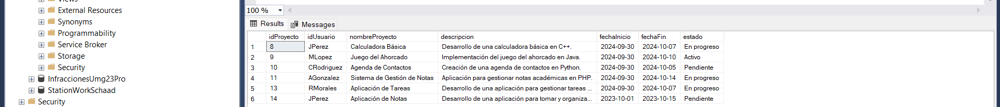 Views
External Resources
Synonyms
Programmability
Service Broker
Storage
Security
InfraccionesUmg23Pro
StationWorkSchaad
Security
100 %
Results Messages
idProyecto idUsuario nombreProyecto descripcion fechaInicio fechaFin estado
1 8 JPerez Calculadora Básica Desarrollo de una calculadora básica en C++. 2024-09-30 2024-10-07 En progreso
2 9 MLopez Juego del Ahorcado Implementación del juego del ahorcado en Java. 2024-09-30 2024-10-10 Activo
3 10 CRodriguez Agenda de Contactos Creación de una agenda de contactos en Python. 2024-09-30 2024-10-05 Pendiente
4 11 AGonzalez Sistema de Gestión de Notas Aplicación para gestionar notas académicas en PHP. 2024-09-30 2024-10-14 En progreso
5 13 RMorales Aplicación de Tareas Desarrollo de una aplicación para gestionar tareas ... 2024-09-30 2024-10-07 En progreso
6 14 JPerez Aplicación de Notas Desarrollo de una aplicación para tomar y organiza... 2023-10-01 2023-10-15 Pendiente